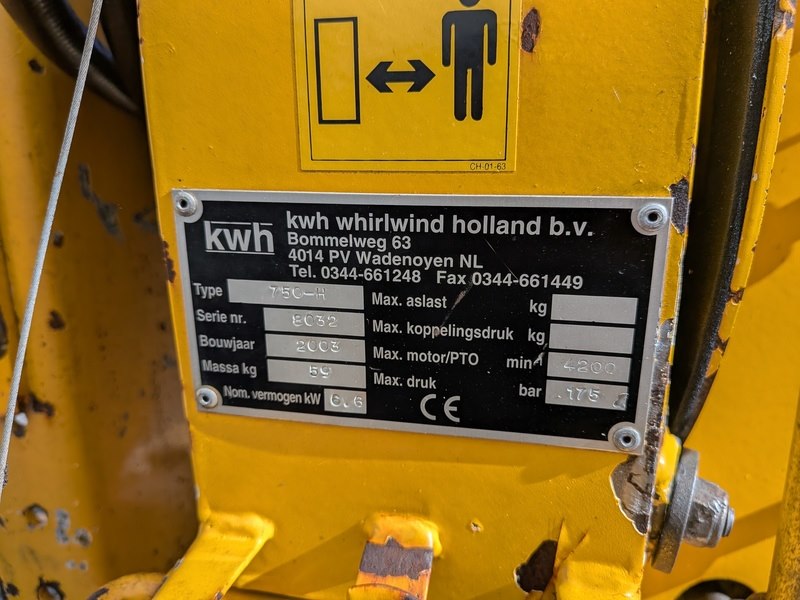 CH-01-63
kwh
kwh whirlwind holland b.v.
Bommelweg 63
4014 PV Wadenoyen NL
Tel. 0344-661248 Fax 0344-661449
Type 750-H
Serie nr. 2032
Bouwjaar 2003
Massa kg 59
Nom. vermogen kW 6.6
Max. aslast kg
Max. koppelingsdruk kg
Max. motor/PTO min-1 4200
Max. druk bar 175
CE